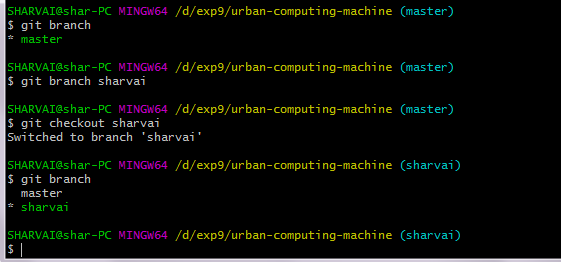 SHARVAI@shar-PC MINGW64 /d/exp9/urban-computing-machine (master)
$ git branch
* master
SHARVAI@shar-PC MINGW64 /d/exp9/urban-computing-machine (master)
$ git branch sharvai
SHARVAI@shar-PC MINGW64 /d/exp9/urban-computing-machine (master)
$ git checkout sharvai
Switched to branch 'sharvai'
SHARVAI@shar-PC MINGW64 /d/exp9/urban-computing-machine (sharvai)
$ git branch
  master
* sharvai
SHARVAI@shar-PC MINGW64 /d/exp9/urban-computing-machine (sharvai)
$